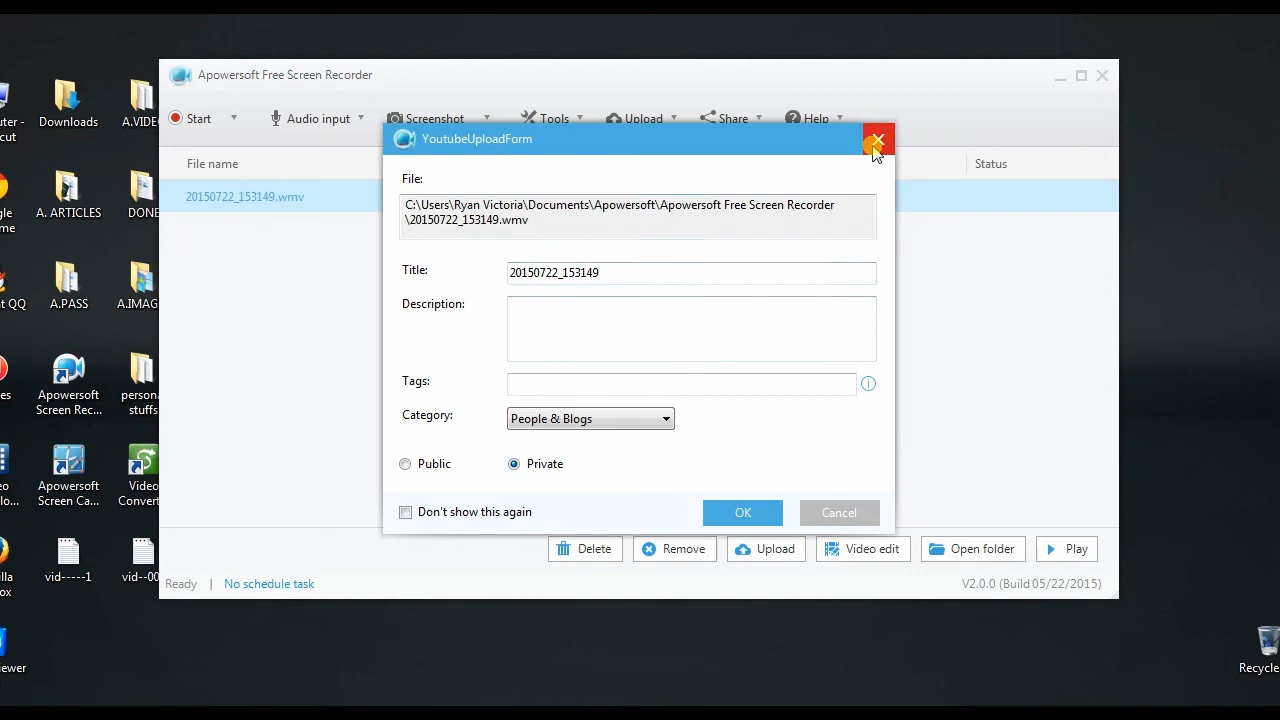 Apowersoft Free Screen Recorder
Start
Audio input
Screenshot
Tools
Upload
Share
Help
File name
Status
20150722_153149.wmv
YoutubeUploadForm
File:
C:\Users\Ryan Victoria\Documents\Apowersoft\Apowersoft Free Screen Recorder
\20150722_153149.wmv
Title:
20150722_153149
Description:
Tags:
Category:
People & Blogs
Public
Private
Don't show this again
OK
Cancel
Delete
Remove
Upload
Video edit
Open folder
Play
Ready | No schedule task
V2.0.0 (Build 05/22/2015)
Downloads
A.VIDE
A. ARTICLES
DONE
t QQ
A.PASS
A.IMAG
Apowersoft
Screen Rec...
person
stuffs
Apowersoft
Screen Ca...
Video
Convert
vid-----1
vid--00
Recycle